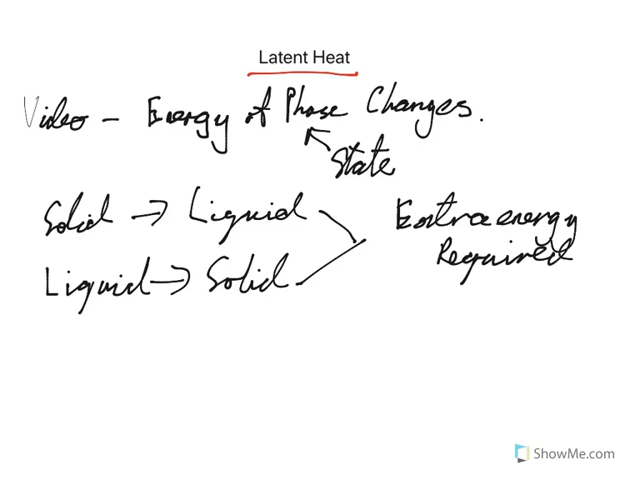 Latent Heat
Video - Energy of Phase Changes.
State
Solid → Liquid
Extra energy
Required
Liquid → Solid
ShowMe.com